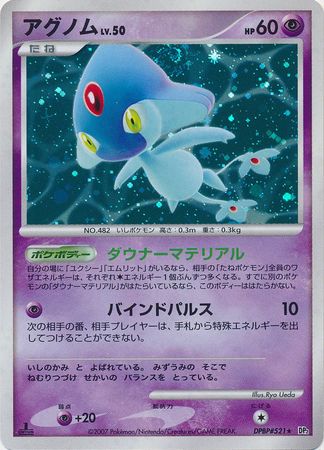 アグノム LV.50 HP60
たね
NO.482 いしポケモン 高さ：0.3m 重さ：0.3kg
ポケボディー ダウナーマテリアル
自分の場に「ユクシー」「エムリット」がいるなら、相手の「たねポケモン」全員のワ
ザエネルギーは、それぞれエネルギー1個ぶんずつ多くなる。すでに別のポケ
モンの「ダウナーマテリアル」がはたらいているなら、このボディーははたらかない。
バインドパルス 10
次の相手の番、相手プレイヤーは、手札から特殊エネルギーを出
してつけることができない。
いしのかみ と よばれている。 みずうみの そこで
ねむりつづけ せかいの バランスを とっている。
Illus.Ryo Ueda
1
弱点 +20 抵抗力 にげる DPBP#521★ DP3
©2007 Pokémon/Nintendo/Creatures/GAME FREAK.